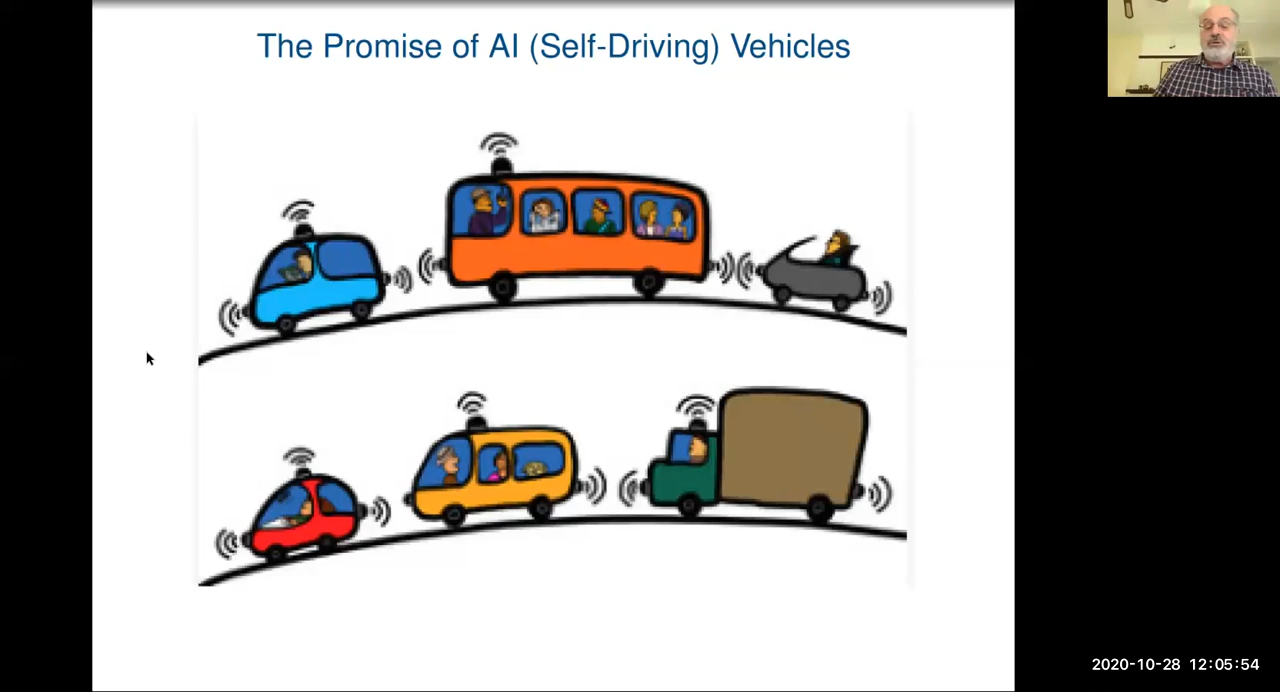 The Promise of AI (Self-Driving) Vehicles
2020-10-28 12:05:54